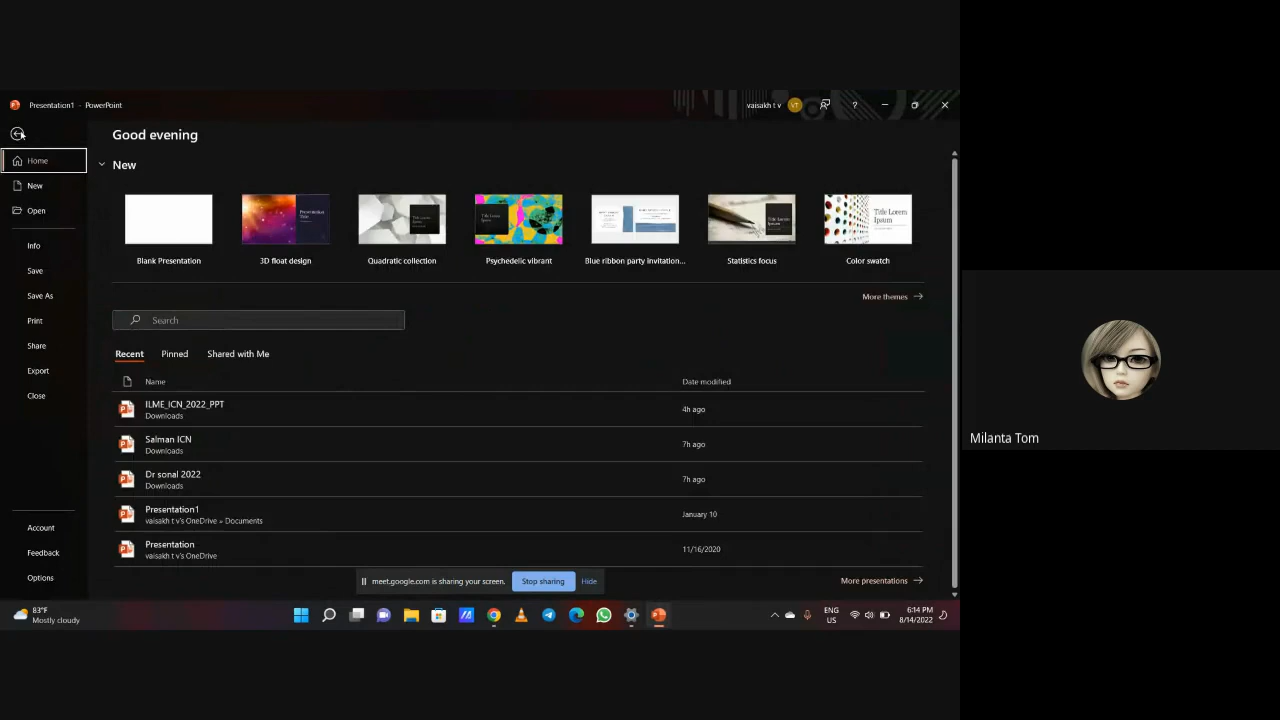 Presentation1 - PowerPoint
vaisakh t v
VT
?
Good evening
Home
New
Open
Info
Save
Save As
Print
Share
Export
Close
Account
Feedback
Options
New
Blank Presentation
3D float design
Quadratic collection
Psychedelic vibrant
Blue ribbon party invitation...
Statistics focus
Title Lorem
Ipsum
Color swatch
More themes
Search
Recent Pinned Shared with Me
Name Date modified
ILME_ICN_2022_PPT
Downloads
4h ago
Salman ICN
Downloads
7h ago
Dr sonal 2022
Downloads
7h ago
Presentation1
vaisakh t v's OneDrive » Documents
January 10
Presentation
vaisakh t v's OneDrive
11/16/2020
More presentations
meet.google.com is sharing your screen. Stop sharing Hide
83°F
Mostly cloudy
ENG
US
6:14 PM
8/14/2022
Milanta Tom